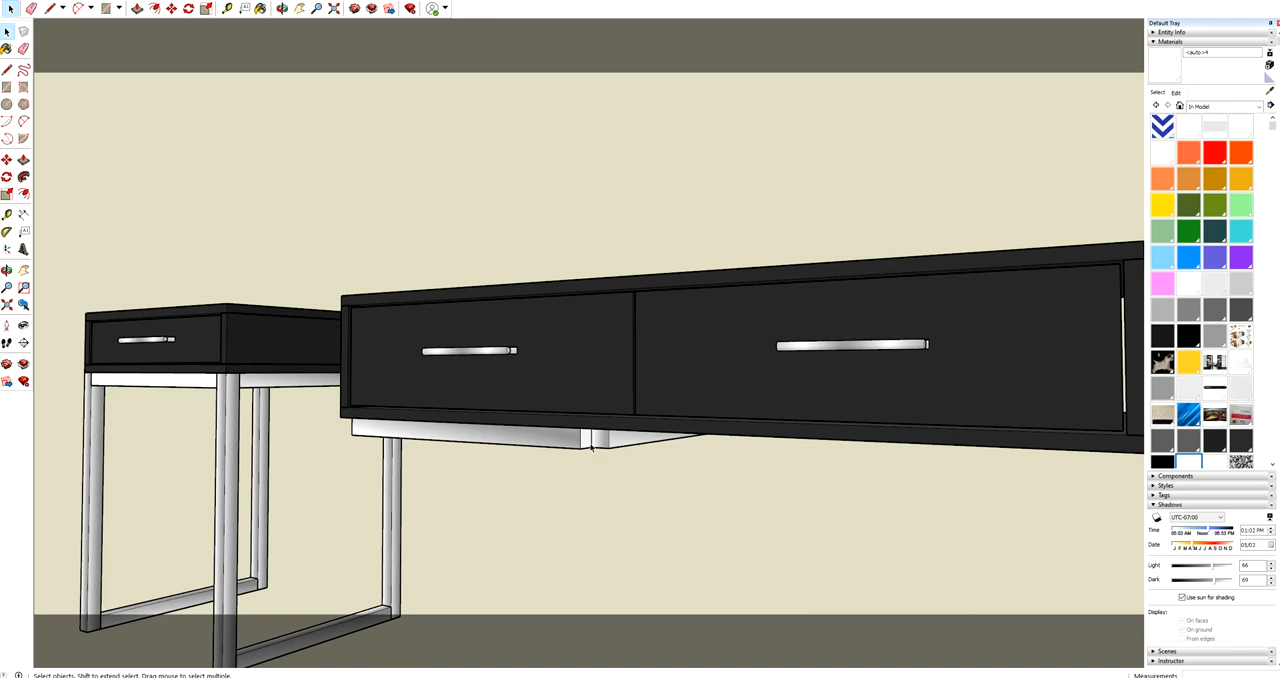 Default Tray
Entity Info
Materials
<auto>4
Select Edit
In Model
Components
Styles
Tags
Shadows
UTC-07:00
Time 05:03 AM Noon 06:53 PM 01:02 PM
Date J F M A M J J A S O N D 05/03
Light 66
Dark 69
Use sun for shading
Display:
On faces
On ground
From edges
Scenes
Instructor
Select objects. Shift to extend select. Drag mouse to select multiple.
Measurements